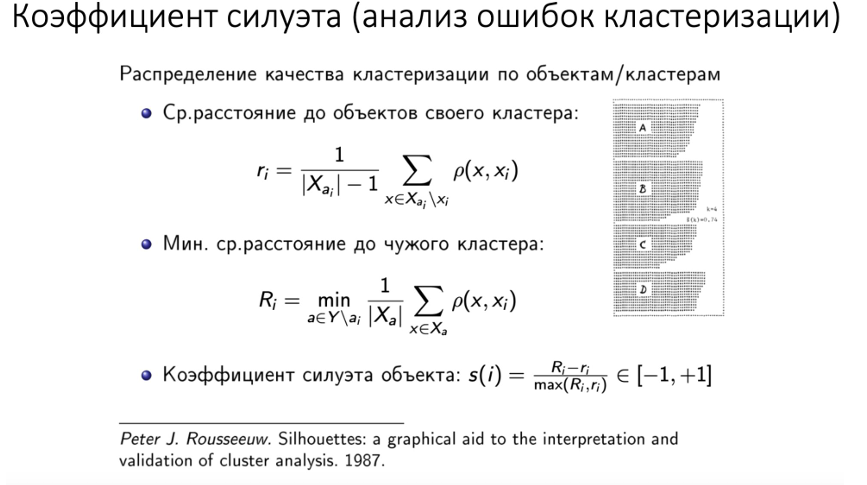 Коэффициент силуэта (анализ ошибок кластеризации)
Распределение качества кластеризации по объектам/кластерам
Ср.расстояние до объектов своего кластера:
r_i = \frac{1}{|X_{a_i}| - 1} \sum_{x \in X_{a_i} \setminus x_i} ρ(x, x_i)
Мин. ср.расстояние до чужого кластера:
R_i = \min_{a \in Y \setminus a_i} \frac{1}{|X_a|} \sum_{x \in X_a} ρ(x, x_i)
Коэффициент силуэта объекта: s(i) = \frac{R_i - r_i}{\max(R_i, r_i)} ∈ [−1, +1]
A
B
k=4
s(k)=0.74
C
D
Peter J. Rousseeuw. Silhouettes: a graphical aid to the interpretation and
validation of cluster analysis. 1987.